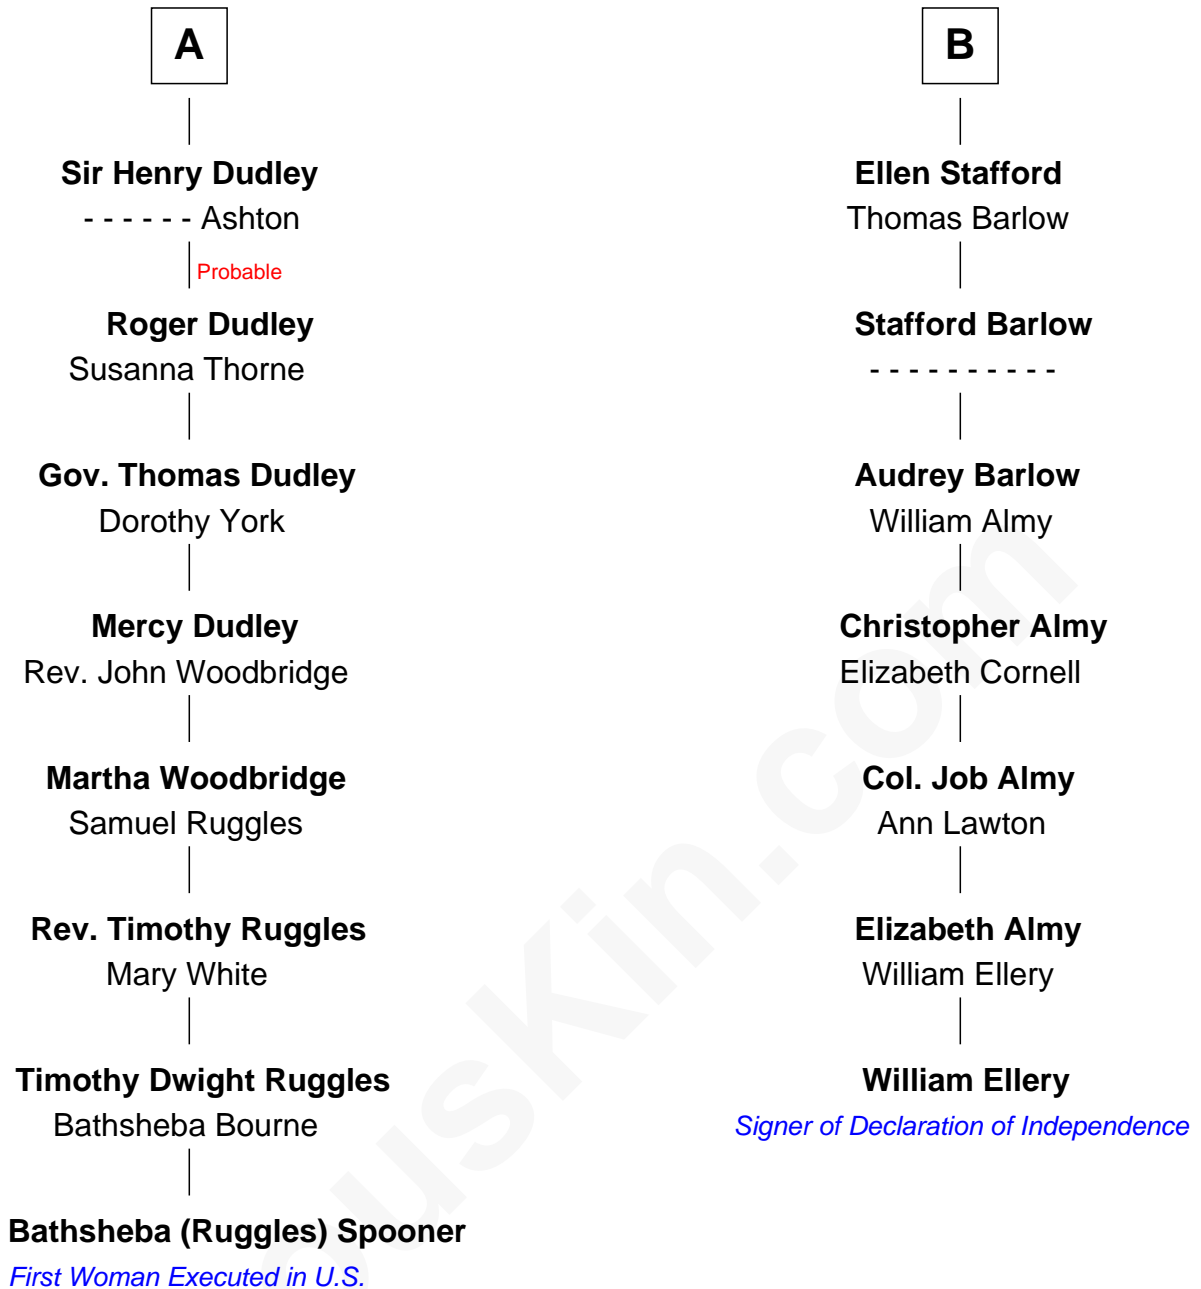 A
Sir Henry Dudley
- - - - - - Ashton
Probable
Roger Dudley
Susanna Thorne
Gov. Thomas Dudley
Dorothy York
Mercy Dudley
Rev. John Woodbridge
Martha Woodbridge
Samuel Ruggles
Rev. Timothy Ruggles
Mary White
Timothy Dwight Ruggles
Bathsheba Bourne
Bathsheba (Ruggles) Spooner
First Woman Executed in U.S.
B
Ellen Stafford
Thomas Barlow
Stafford Barlow
- - - - - - - - - -
Audrey Barlow
William Almy
Christopher Almy
Elizabeth Cornell
Col. Job Almy
Ann Lawton
Elizabeth Almy
William Ellery
William Ellery
Signer of Declaration of Independence
ousKin.com